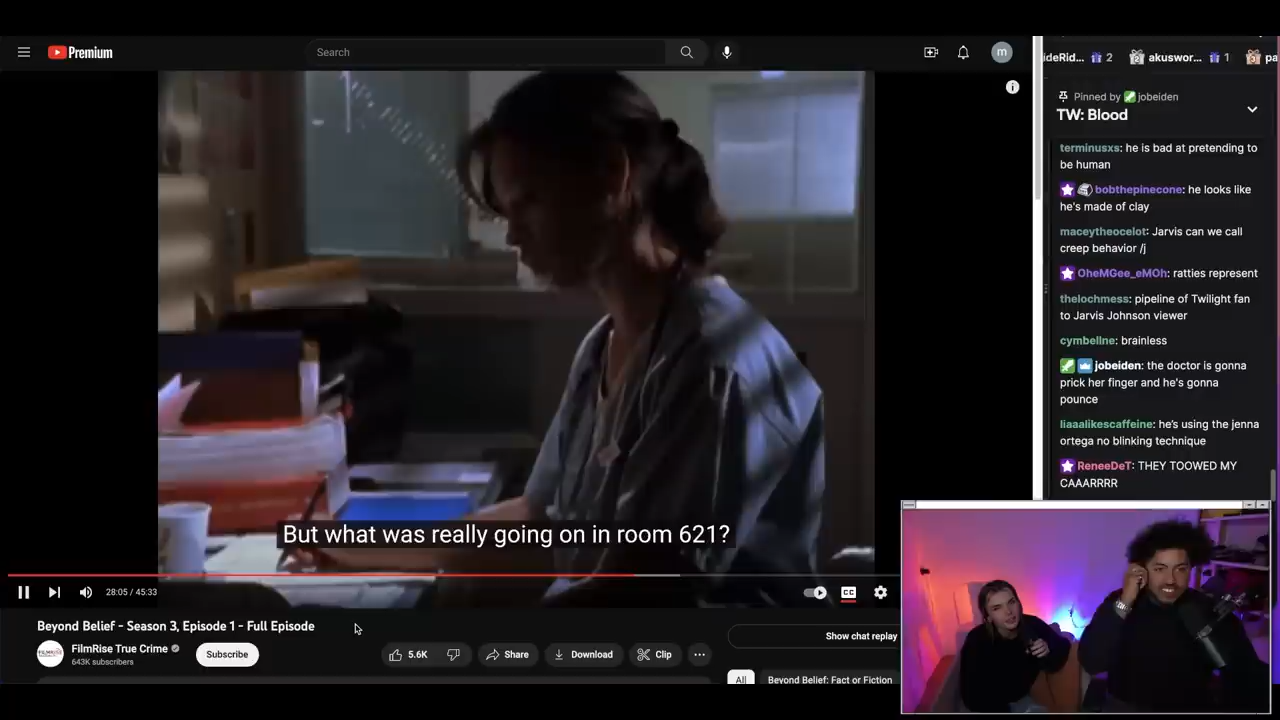 Premium
Search
m
But what was really going on in room 621?
28:05 / 45:33
CC
Beyond Belief - Season 3, Episode 1 - Full Episode
FilmRise True Crime
643K subscribers
Subscribe
5.6K
Share
Download
Clip
Show chat replay
All
Beyond Belief: Fact or Fiction
ideRid... 2 akuswor... 1 pa
Pinned by jobeiden
TW: Blood
terminusxs: he is bad at pretending to
be human
bobthepinecone: he looks like
he's made of clay
maceytheocelot: Jarvis can we call
creep behavior /j
OheMGee_eMOh: ratties represent
thelochmess: pipeline of Twilight fan
to Jarvis Johnson viewer
cymbellne: brainless
jobeiden: the doctor is gonna
prick her finger and he's gonna
pounce
liaaalikescaffeine: he's using the jenna
ortega no blinking technique
ReneeDeT: THEY TOOWED MY
CAAARRRR